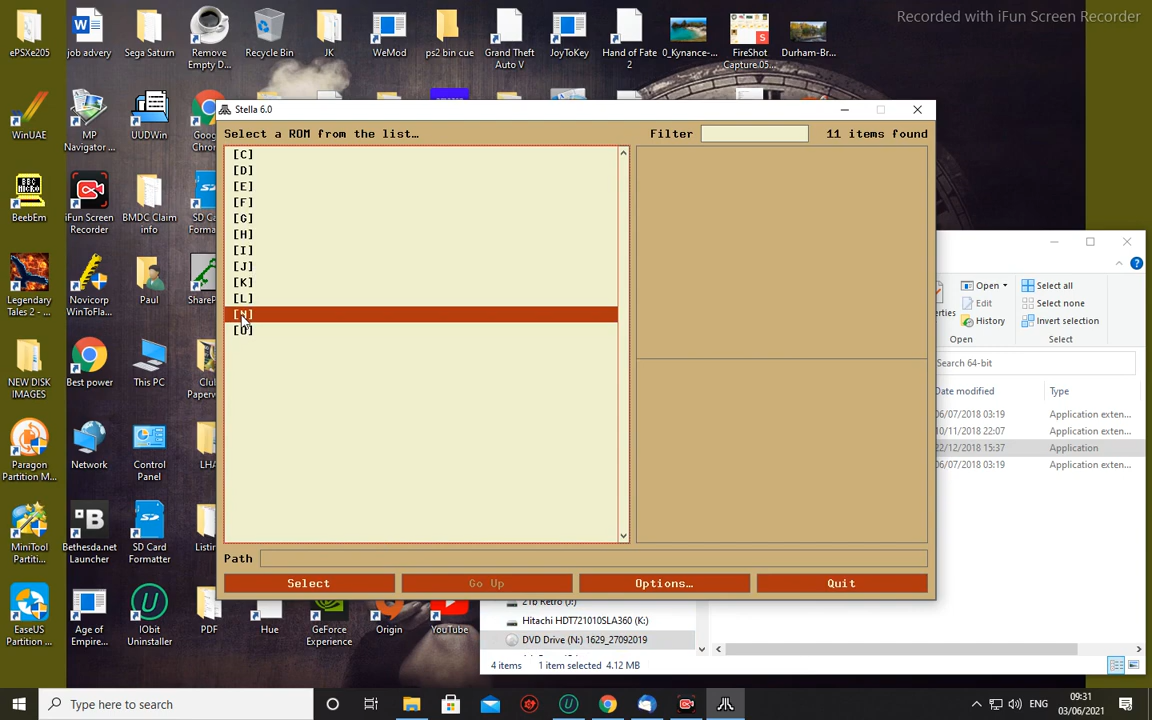 Recorded with iFun Screen Recorder
ePSXe205
job advery
Sega Saturn
Remove
Empty D...
Recycle Bin
JK
WeMod
ps2 bin cue
Grand Theft
Auto V
JoyToKey
Hand of Fate
2
0_Kynance-...
FireShot
Capture 05...
Durham-Br...
WinUAE
MP
Navigator ...
UUDWin
BBC
MICRO
BeebEm
iFun Screen
Recorder
BMDC Claim
info
Legendary
Tales 2 - ...
Novicorp
WinToFla...
Paul
NEW DISK
IMAGES
Best power
This PC
Paragon
Partition M...
Network
Control
Panel
MiniTool
Partiti...
Bethesda.net
Launcher
SD Card
Formatter
EaseUS
Partition ...
Age of
Empire...
IObit
Uninstaller
PDF
Hue
GeForce
Experience
Origin
YouTube
Stella 6.0
Select a ROM from the list…
Filter
11 items found
[C]
[D]
[E]
[F]
[G]
[H]
[I]
[J]
[K]
[L]
Path
Select
Go Up
Options…
Quit
Open
Edit
History
Open
Select all
Select none
Invert selection
Select
Search 64-bit
Date modified
Type
06/07/2018 03:19
Application exten...
10/11/2018 22:07
Application exten...
22/12/2018 15:37
Application
06/07/2018 03:19
Application exten...
2Tb Retro (J:)
Hitachi HDT721010SLA360 (K:)
DVD Drive (N:) 1629_27092019
4 items
1 item selected 4.12 MB
Type here to search
ENG
09:31
03/06/2021